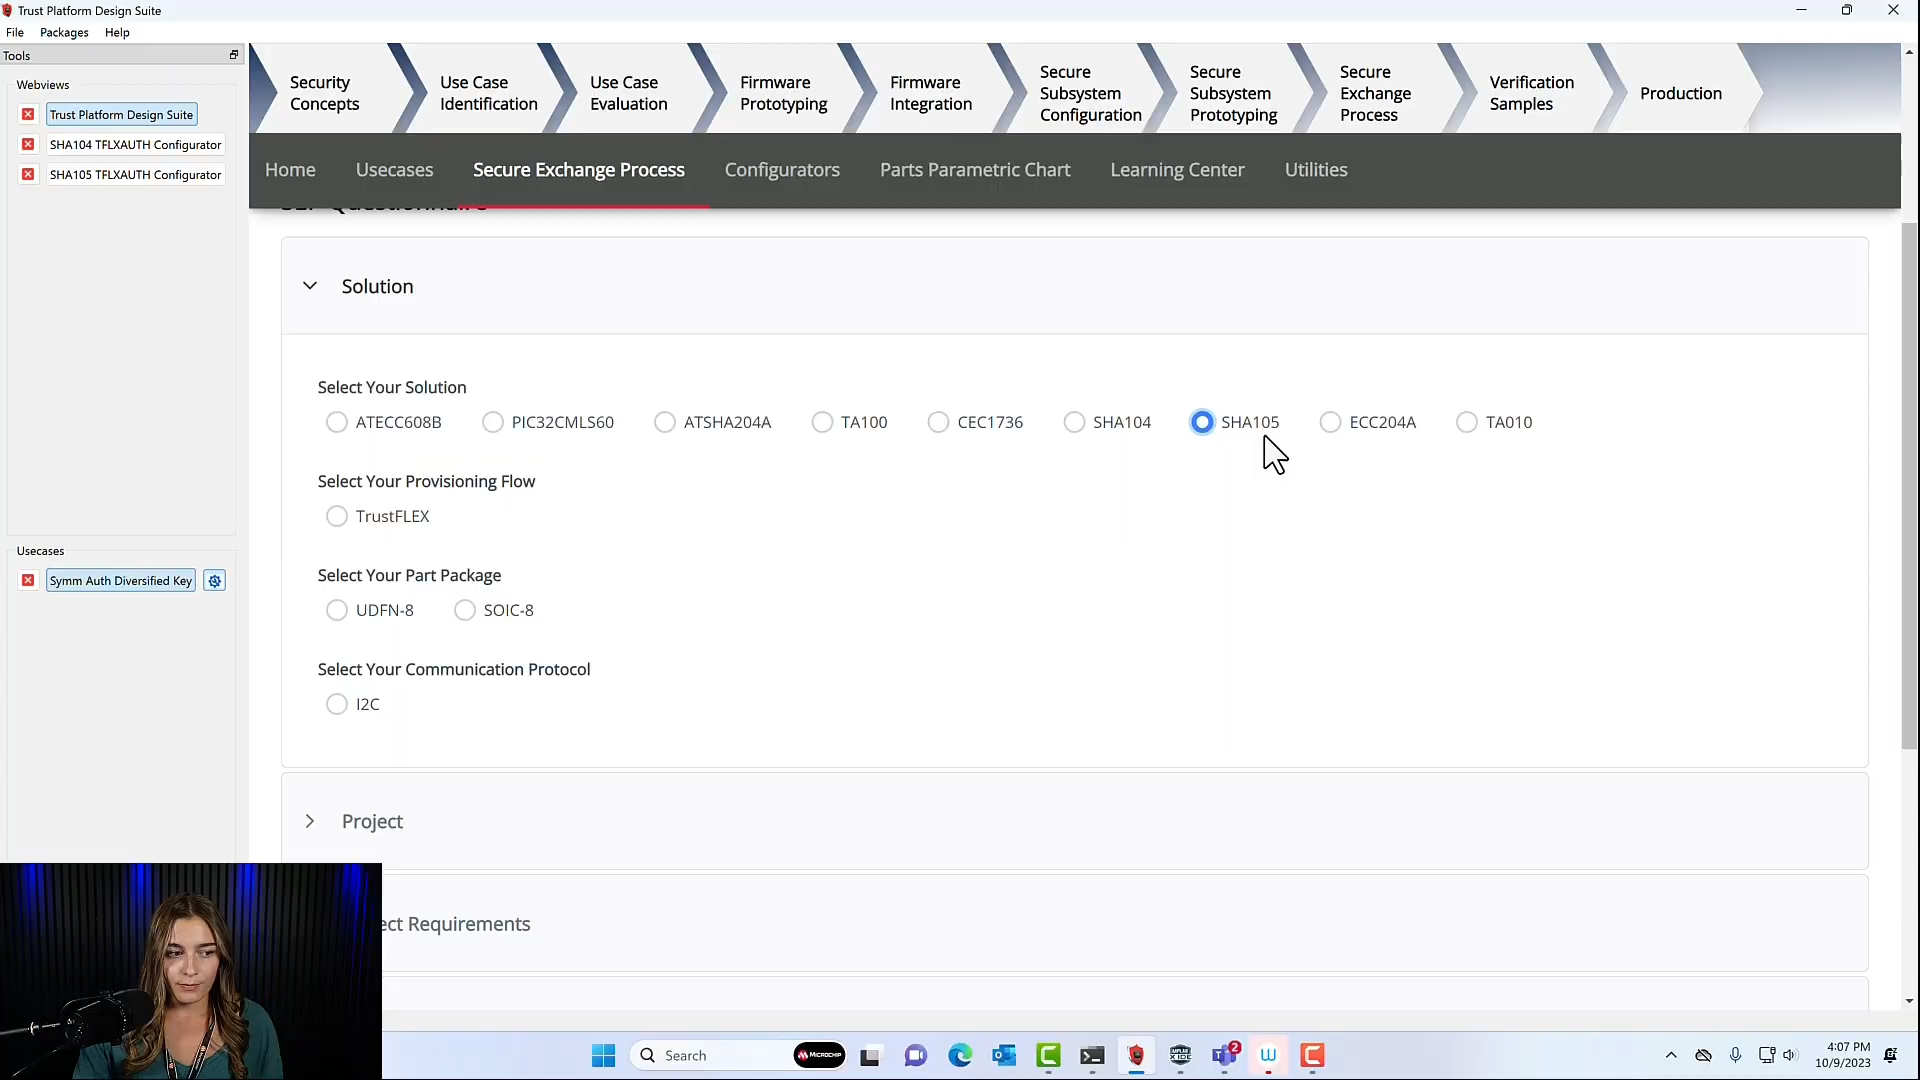 Trust Platform Design Suite
File Packages Help
Tools
Webviews
Trust Platform Design Suite
SHA104 TFLXAUTH Configurator
SHA105 TFLXAUTH Configurator
Usecases
Symm Auth Diversified Key
Security
Concepts
Use Case
Identification
Use Case
Evaluation
Firmware
Prototyping
Firmware
Integration
Secure
Subsystem
Configuration
Secure
Subsystem
Prototyping
Secure
Exchange
Process
Verification
Samples
Production
Home Usecases Secure Exchange Process Configurators Parts Parametric Chart Learning Center Utilities
Solution
Select Your Solution
ATECC608B PIC32CMLS60 ATSHA204A TA100 CEC1736 SHA104 SHA105 ECC204A TA010
Select Your Provisioning Flow
TrustFLEX
Select Your Part Package
UDFN-8 SOIC-8
Select Your Communication Protocol
I2C
Project
ect Requirements
Search
MICROCHIP
2
4:07 PM
10/9/2023